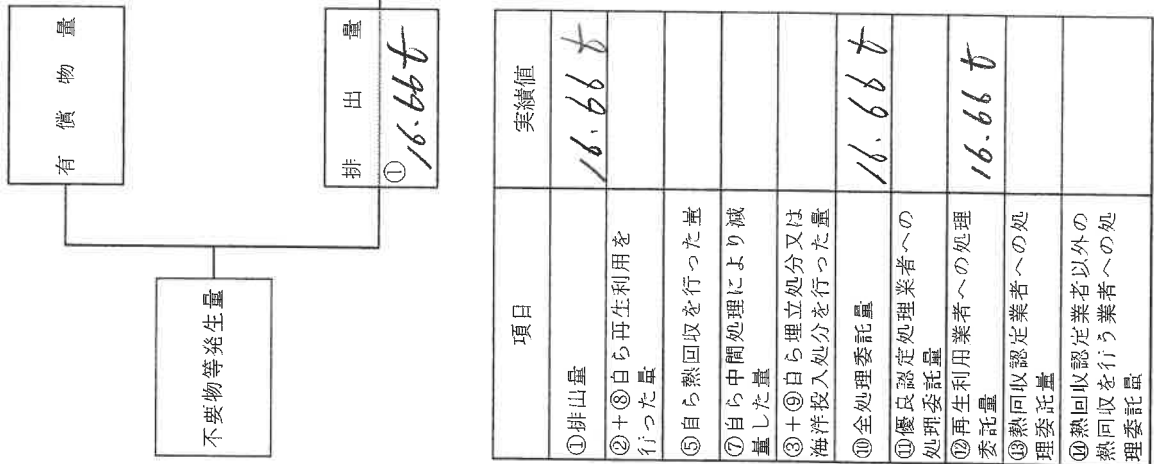 有償物量
不要物等発生量
排出量
① 16.66 t
項目 実績値
①排出量 16.66 t
②+⑧自ら再生利用を
行った量
⑤自ら熱回収を行った量
⑦自ら中間処理により減
量した量
③+⑨自ら埋立処分又は
海洋投入処分を行った量
⑩全処理委託量 16.66 t
⑪優良認定処理業者への
処理委託量
⑫再生利用業者への処理
委託量 16.66 t
⑬熱回収認定業者への処
理委託量
⑭熱回収認定業者以外の
熱回収を行う業者への処
理委託量